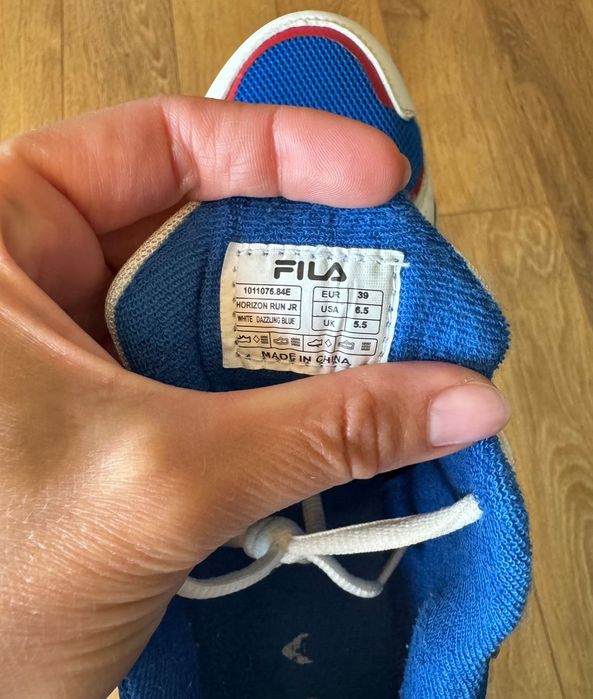 FILA
1011076.84E
HORIZON RUN JR
WHITE DAZZLING BLUE
EUR 39
USA 6.5
UK 5.5
MADE IN CHINA